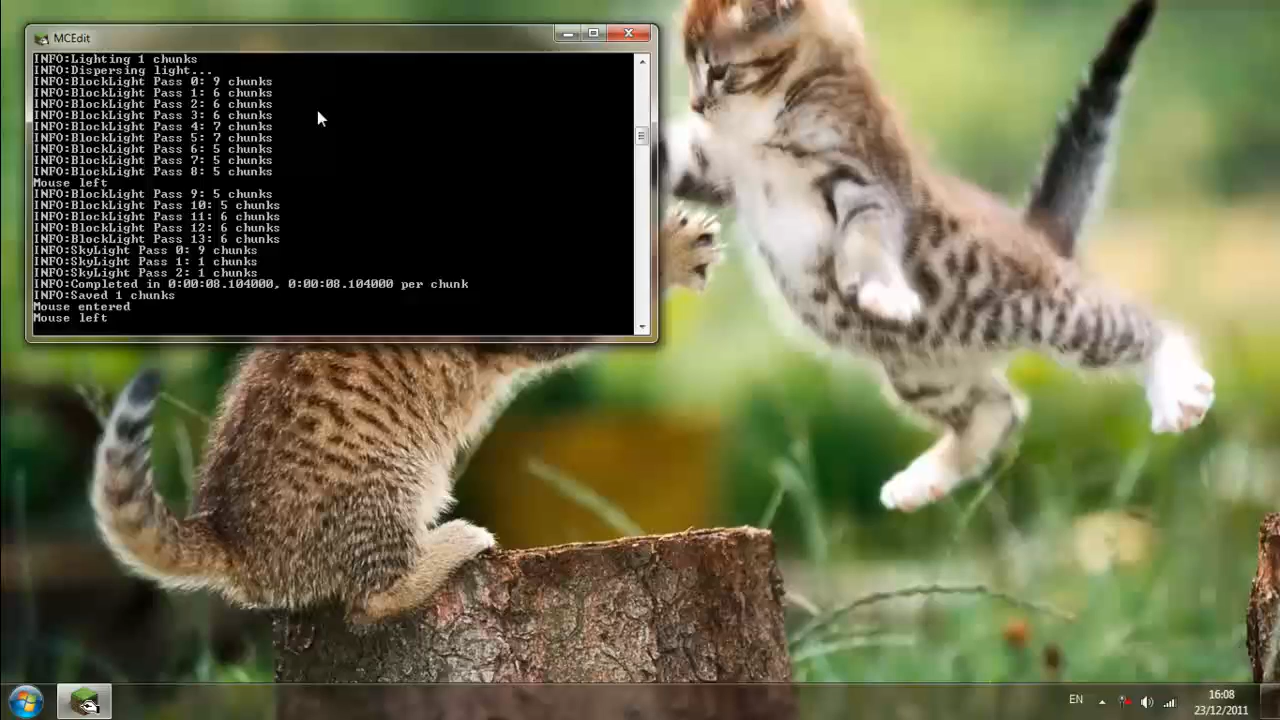 MCEdit
INFO:Lighting 1 chunks
INFO:Dispersing light...
INFO:BlockLight Pass 0: 9 chunks
INFO:BlockLight Pass 1: 6 chunks
INFO:BlockLight Pass 2: 6 chunks
INFO:BlockLight Pass 3: 6 chunks
INFO:BlockLight Pass 4: 7 chunks
INFO:BlockLight Pass 5: 7 chunks
INFO:BlockLight Pass 6: 5 chunks
INFO:BlockLight Pass 7: 5 chunks
INFO:BlockLight Pass 8: 5 chunks
Mouse left
INFO:BlockLight Pass 9: 5 chunks
INFO:BlockLight Pass 10: 5 chunks
INFO:BlockLight Pass 11: 6 chunks
INFO:BlockLight Pass 12: 6 chunks
INFO:BlockLight Pass 13: 6 chunks
INFO:SkyLight Pass 0: 9 chunks
INFO:SkyLight Pass 1: 1 chunks
INFO:SkyLight Pass 2: 1 chunks
INFO:Completed in 0:00:08.104000, 0:00:08.104000 per chunk
INFO:Saved 1 chunks
Mouse entered
Mouse left
EN
16:08
23/12/2011